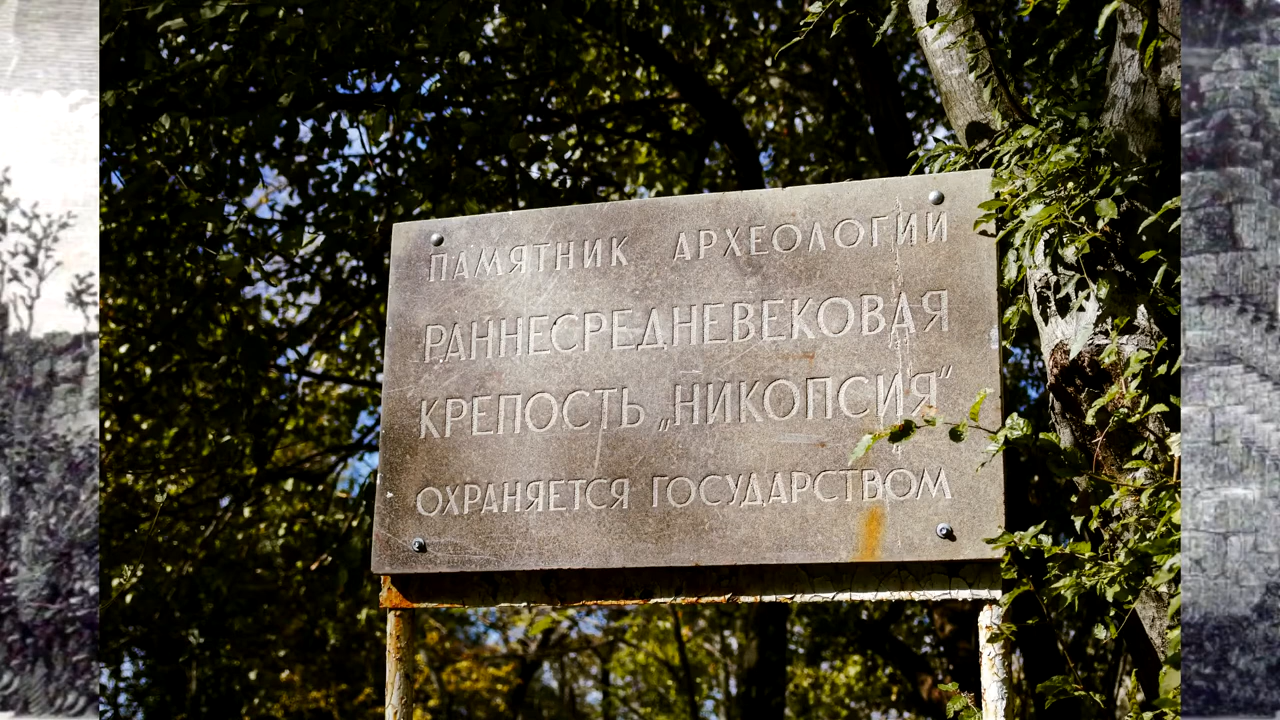 ПАМЯТНИК АРХЕОЛОГИИ
РАННЕСРЕДНЕВЕКОВАЯ
КРЕПОСТЬ „НИКОПСИЯ“
ОХРАНЯЕТСЯ ГОСУДАРСТВОМ